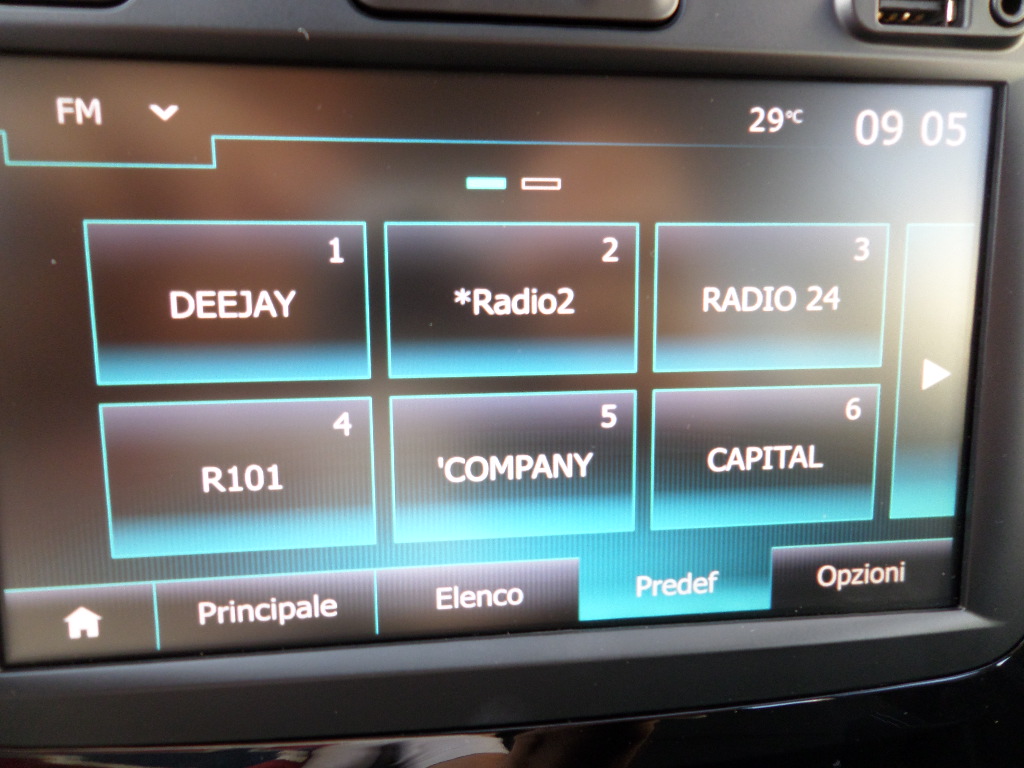 FM
29°C
09 05
1
DEEJAY
2
*Radio2
3
RADIO 24
4
R101
5
'COMPANY
6
CAPITAL
Principale
Elenco
Predef
Opzioni